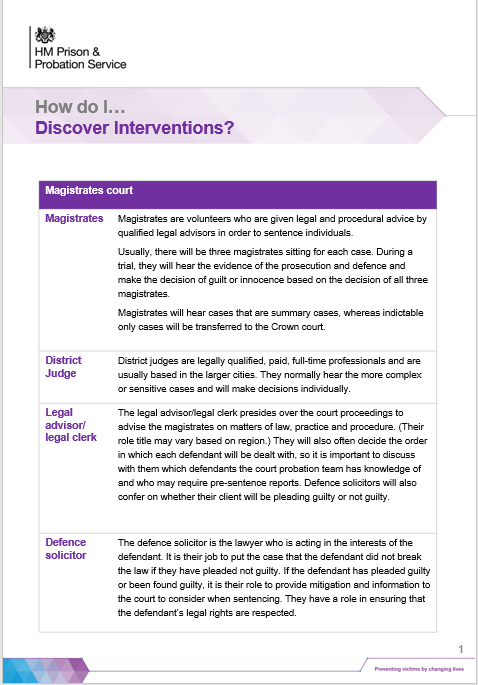 HM Prison &
Probation Service
How do I…
Discover Interventions?
Magistrates court
Magistrates
Magistrates are volunteers who are given legal and procedural advice by
qualified legal advisors in order to sentence individuals.
Usually, there will be three magistrates sitting for each case. During a
trial, they will hear the evidence of the prosecution and defence and
make the decision of guilt or innocence based on the decision of all three
magistrates.
Magistrates will hear cases that are summary cases, whereas indictable
only cases will be transferred to the Crown court.
District
Judge
District judges are legally qualified, paid, full-time professionals and are
usually based in the larger cities. They normally hear the more complex
or sensitive cases and will make decisions individually.
Legal
advisor/
legal clerk
The legal advisor/legal clerk presides over the court proceedings to
advise the magistrates on matters of law, practice and procedure. (Their
role title may vary based on region.) They will also often decide the order
in which each defendant will be dealt with, so it is important to discuss
with them which defendants the court probation team has knowledge of
and who may require pre-sentence reports. Defence solicitors will also
confer on whether their client will be pleading guilty or not guilty.
Defence
solicitor
The defence solicitor is the lawyer who is acting in the interests of the
defendant. It is their job to put the case that the defendant did not break
the law if they have pleaded not guilty. If the defendant has pleaded guilty
or been found guilty, it is their role to provide mitigation and information to
the court to consider when sentencing. They have a role in ensuring that
the defendant's legal rights are respected.
1
Preventing victims by changing lives